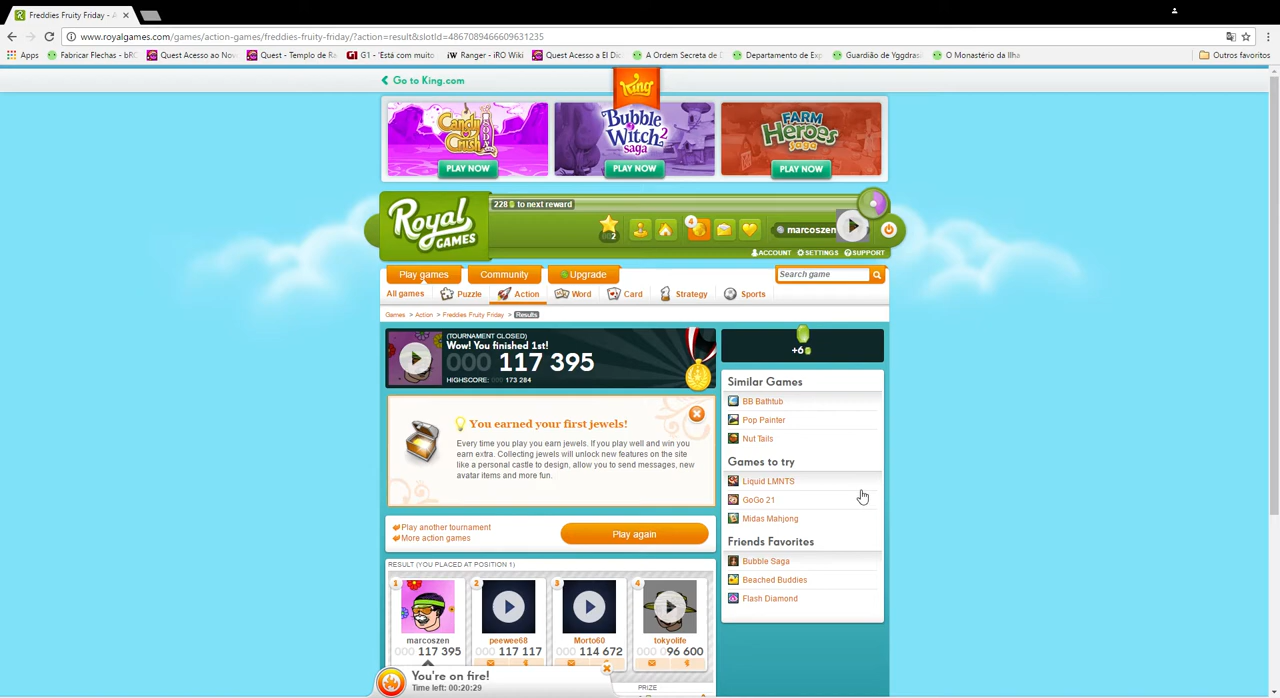 Freddies Fruity Friday - A
www.royalgames.com/games/action-games/freddies-fruity-friday/?action=result&slotId=4867089466609631235
Apps Fabricar Flechas - bRO Quest Acesso ao Nov Quest - Templo de Ra G1 - 'Está com muito Ranger - iRO Wiki Quest Acesso a El Dic A Ordem Secreta de Departamento de Exp Guardião de Yggdras O Monastério da Ilha Outros favoritos
Go to King.com
King
Candy Crush SODA
Bubble Witch 2 saga
FARM Heroes saga
PLAY NOW PLAY NOW PLAY NOW
Royal GAMES
228 to next reward
2
4
marcoszen
ACCOUNT SETTINGS SUPPORT
Play games Community Upgrade Search game
All games Puzzle Action Word Card Strategy Sports
Games > Action > Freddies Fruity Friday > Results
(TOURNAMENT CLOSED)
Wow! You finished 1st!
000 117 395
HIGHSCORE: 000 173 284
+6
You earned your first jewels!
Every time you play you earn jewels. If you play well and win you
earn extra. Collecting jewels will unlock new features on the site
like a personal castle to design, allow you to send messages, new
avatar items and more fun.
Play another tournament
More action games
Play again
Similar Games
BB Bathtub
Pop Painter
Nut Tails
Games to try
Liquid LMNTS
GoGo 21
Midas Mahjong
Friends Favorites
Bubble Saga
Beached Buddies
Flash Diamond
RESULT (YOU PLACED AT POSITION 1)
1 2 3 4
marcoszen peewee68 Morto60 tokyolife
000 117 395 000 117 117 000 114 672 000 096 600
You're on fire!
Time left: 00:20:29
PRIZE